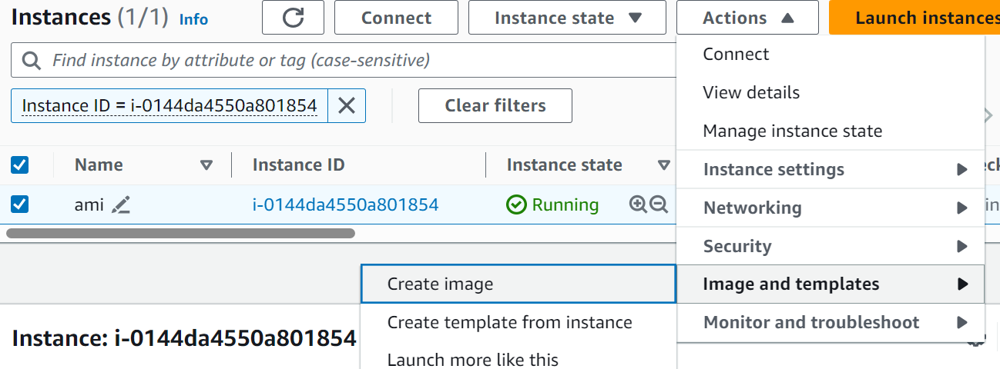 Instances (1/1) Info Connect Instance state Actions Launch instances
Find instance by attribute or tag (case-sensitive)
Connect
View details
Instance ID = i-0144da4550a801854 Clear filters
Manage instance state
Name Instance ID Instance state
Instance settings
ami i-0144da4550a801854 Running
Networking
Security
Create image Image and templates
Create template from instance Monitor and troubleshoot
Instance: i-0144da4550a801854
Launch more like this